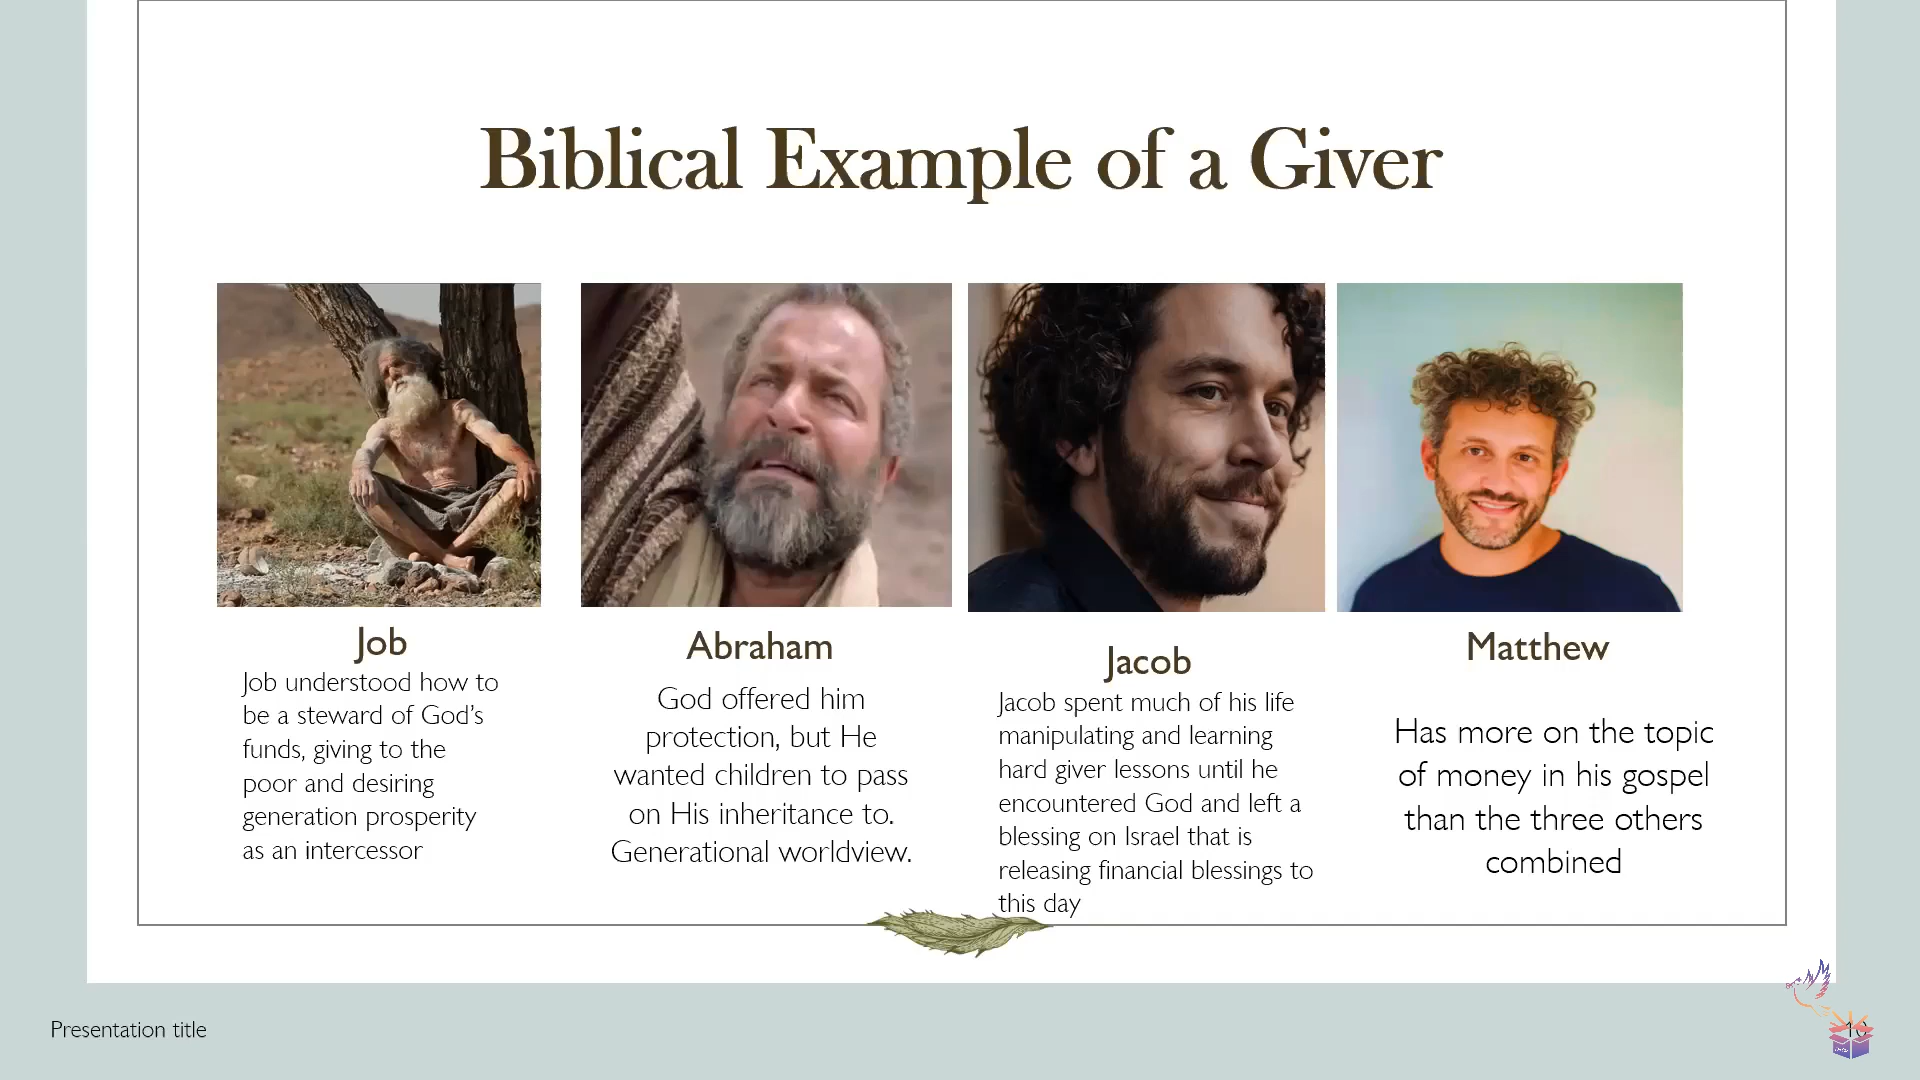 Biblical Example of a Giver
Job
Job understood how to
be a steward of God's
funds, giving to the
poor and desiring
generation prosperity
as an intercessor
Abraham
God offered him
protection, but He
wanted children to pass
on His inheritance to.
Generational worldview.
Jacob
Jacob spent much of his life
manipulating and learning
hard giver lessons until he
encountered God and left a
blessing on Israel that is
releasing financial blessings to
this day
Matthew
Has more on the topic
of money in his gospel
than the three others
combined
Presentation title
10